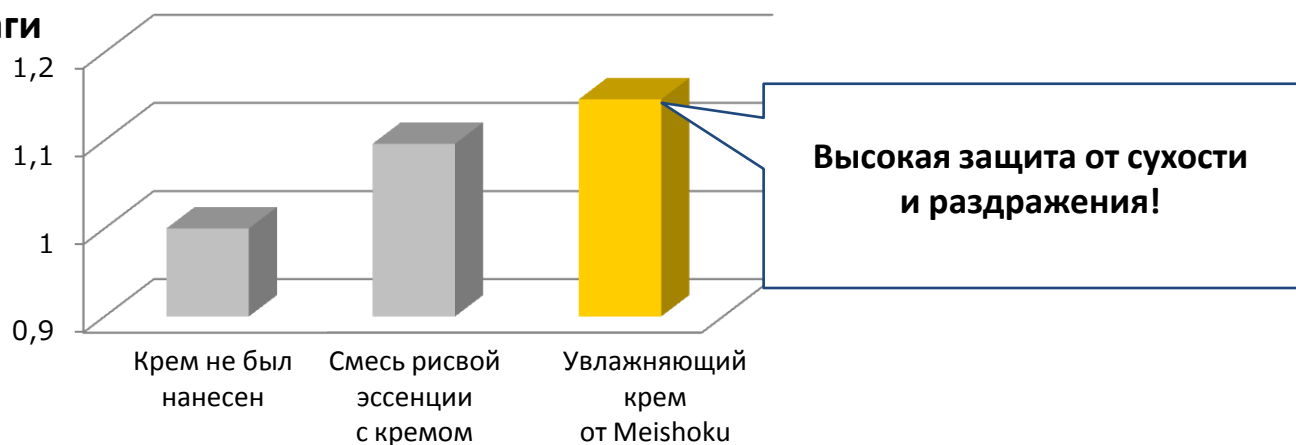 1,2
1,1
1
0,9
Крем не был
нанесен
Смесь рисвой
эссенции
с кремом
Увлажняющий
крем
от Meishoku
Высокая защита от сухости
и раздражения!